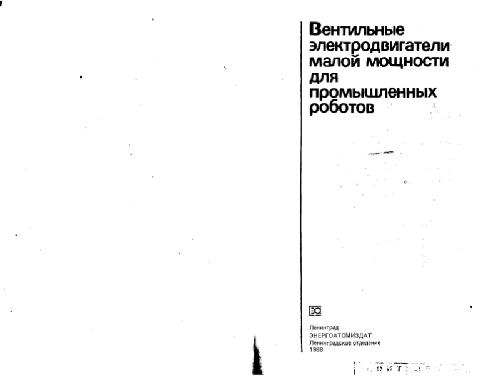 Вентильные
электродвигатели
малой мощности
для
промышленных
роботов
Ленинград
ЭНЕРГОАТОМИЗДАТ
Ленинградское отделение
1988